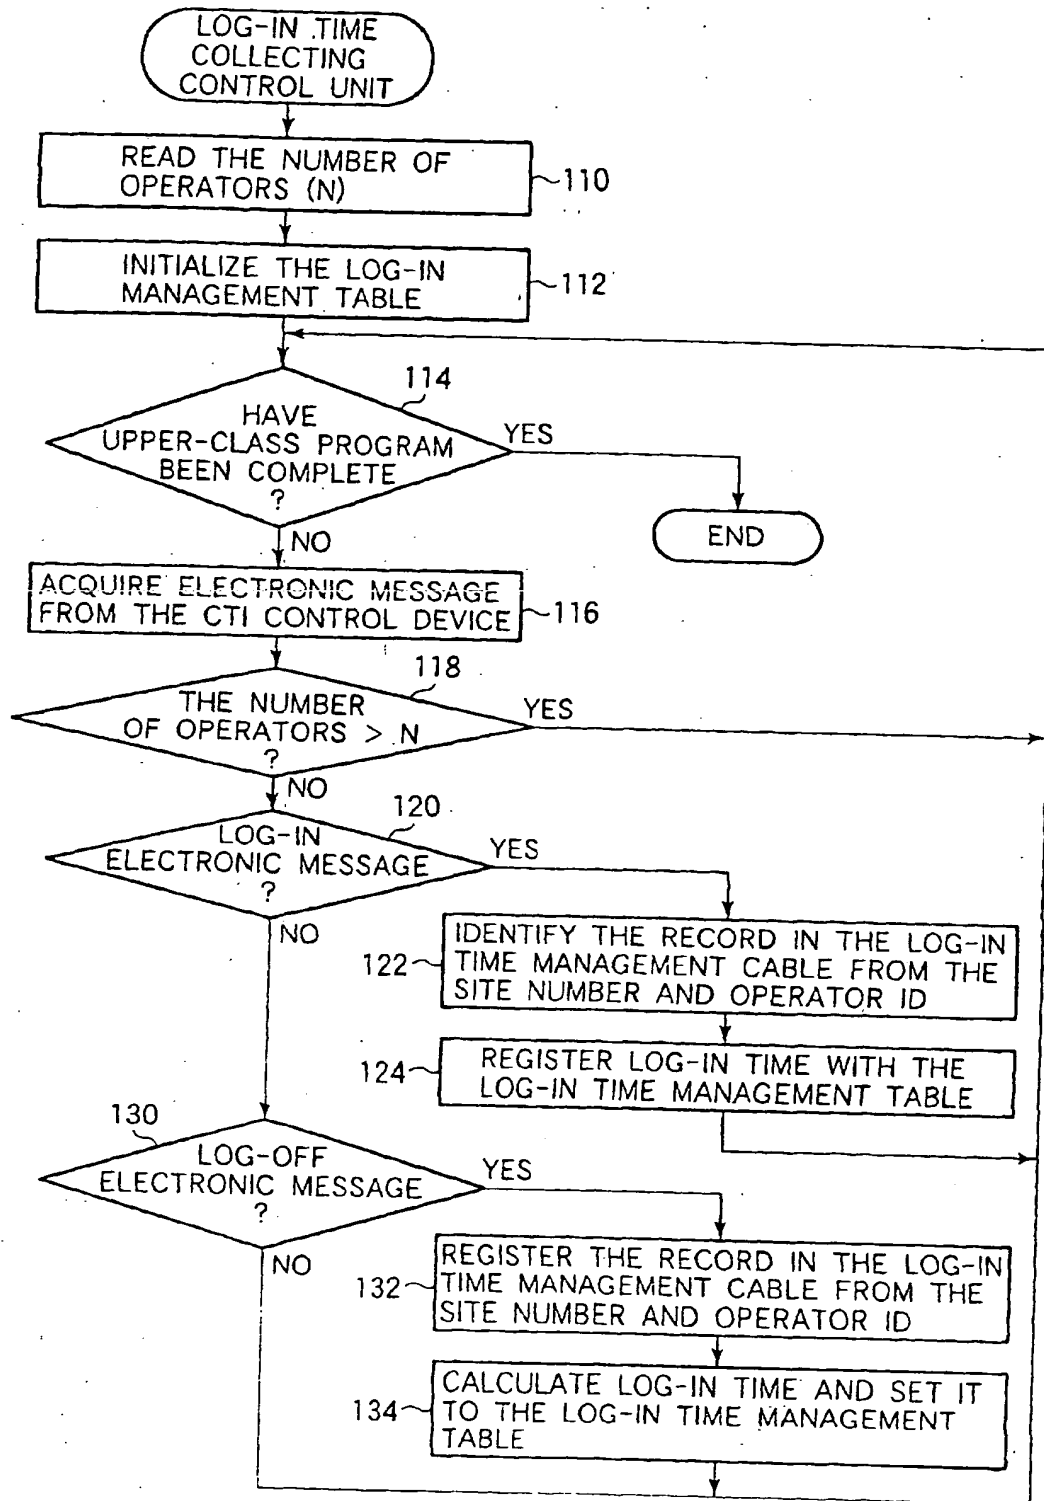 LOG-IN TIME
COLLECTING
CONTROL UNIT
READ THE NUMBER OF
OPERATORS (N)
110
INITIALIZE THE LOG-IN
MANAGEMENT TABLE
112
114
HAVE
UPPER-CLASS PROGRAM
BEEN COMPLETE
?
YES
END
NO
ACQUIRE ELECTRONIC MESSAGE
FROM THE CTI CONTROL DEVICE
116
118
THE NUMBER
OF OPERATORS > N
?
YES
NO
120
LOG-IN
ELECTRONIC MESSAGE
?
YES
NO
122
IDENTIFY THE RECORD IN THE LOG-IN
TIME MANAGEMENT CABLE FROM THE
SITE NUMBER AND OPERATOR ID
124
REGISTER LOG-IN TIME WITH THE
LOG-IN TIME MANAGEMENT TABLE
130
LOG-OFF
ELECTRONIC MESSAGE
?
YES
NO
132
REGISTER THE RECORD IN THE LOG-IN
TIME MANAGEMENT CABLE FROM THE
SITE NUMBER AND OPERATOR ID
134
CALCULATE LOG-IN TIME AND SET IT
TO THE LOG-IN TIME MANAGEMENT
TABLE